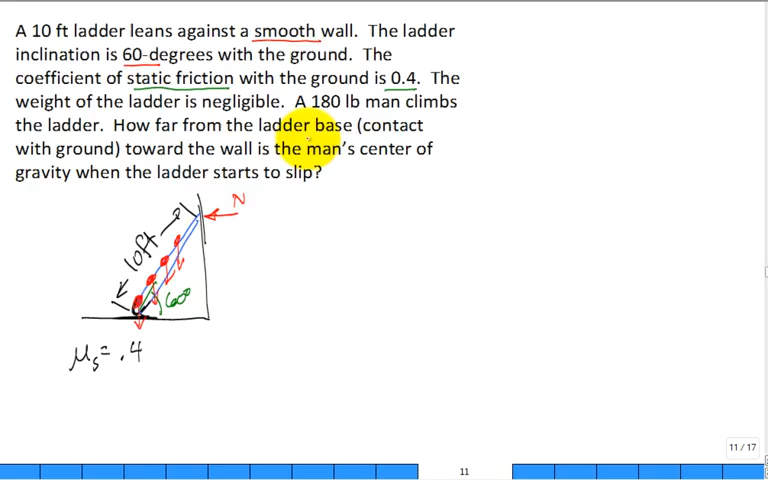 A 10 ft ladder leans against a smooth wall. The ladder
inclination is 60-degrees with the ground. The
coefficient of static friction with the ground is 0.4. The
weight of the ladder is negligible. A 180 lb man climbs
the ladder. How far from the ladder base (contact
with ground) toward the wall is the man's center of
gravity when the ladder starts to slip?
N
10ft
60°
μs = .4
11 / 17
11